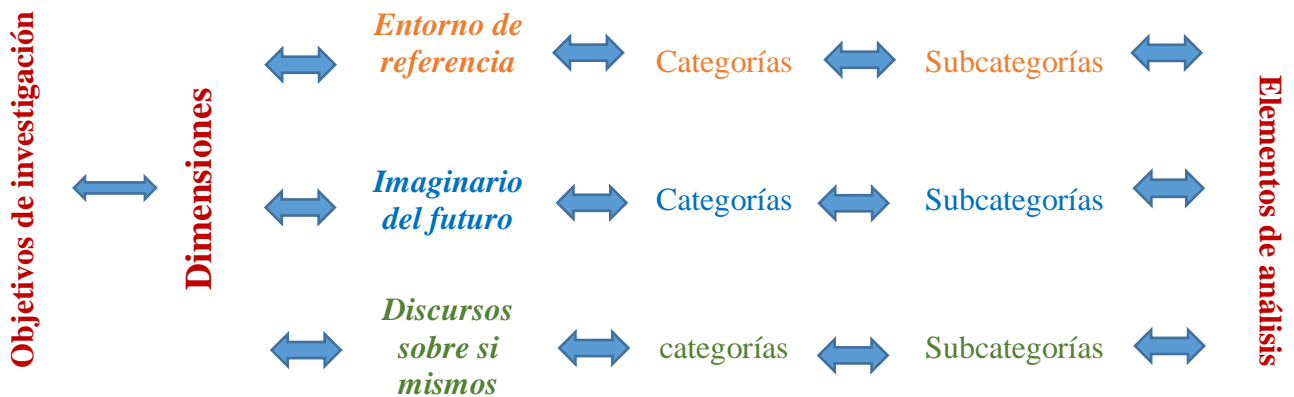 Objetivos de investigación
Dimensiones
Entorno de
referencia
Categorías
Subcategorías
Imaginario
del futuro
Categorías
Subcategorías
Discursos
sobre si
mismos
categorías
Subcategorías
Elementos de análisis